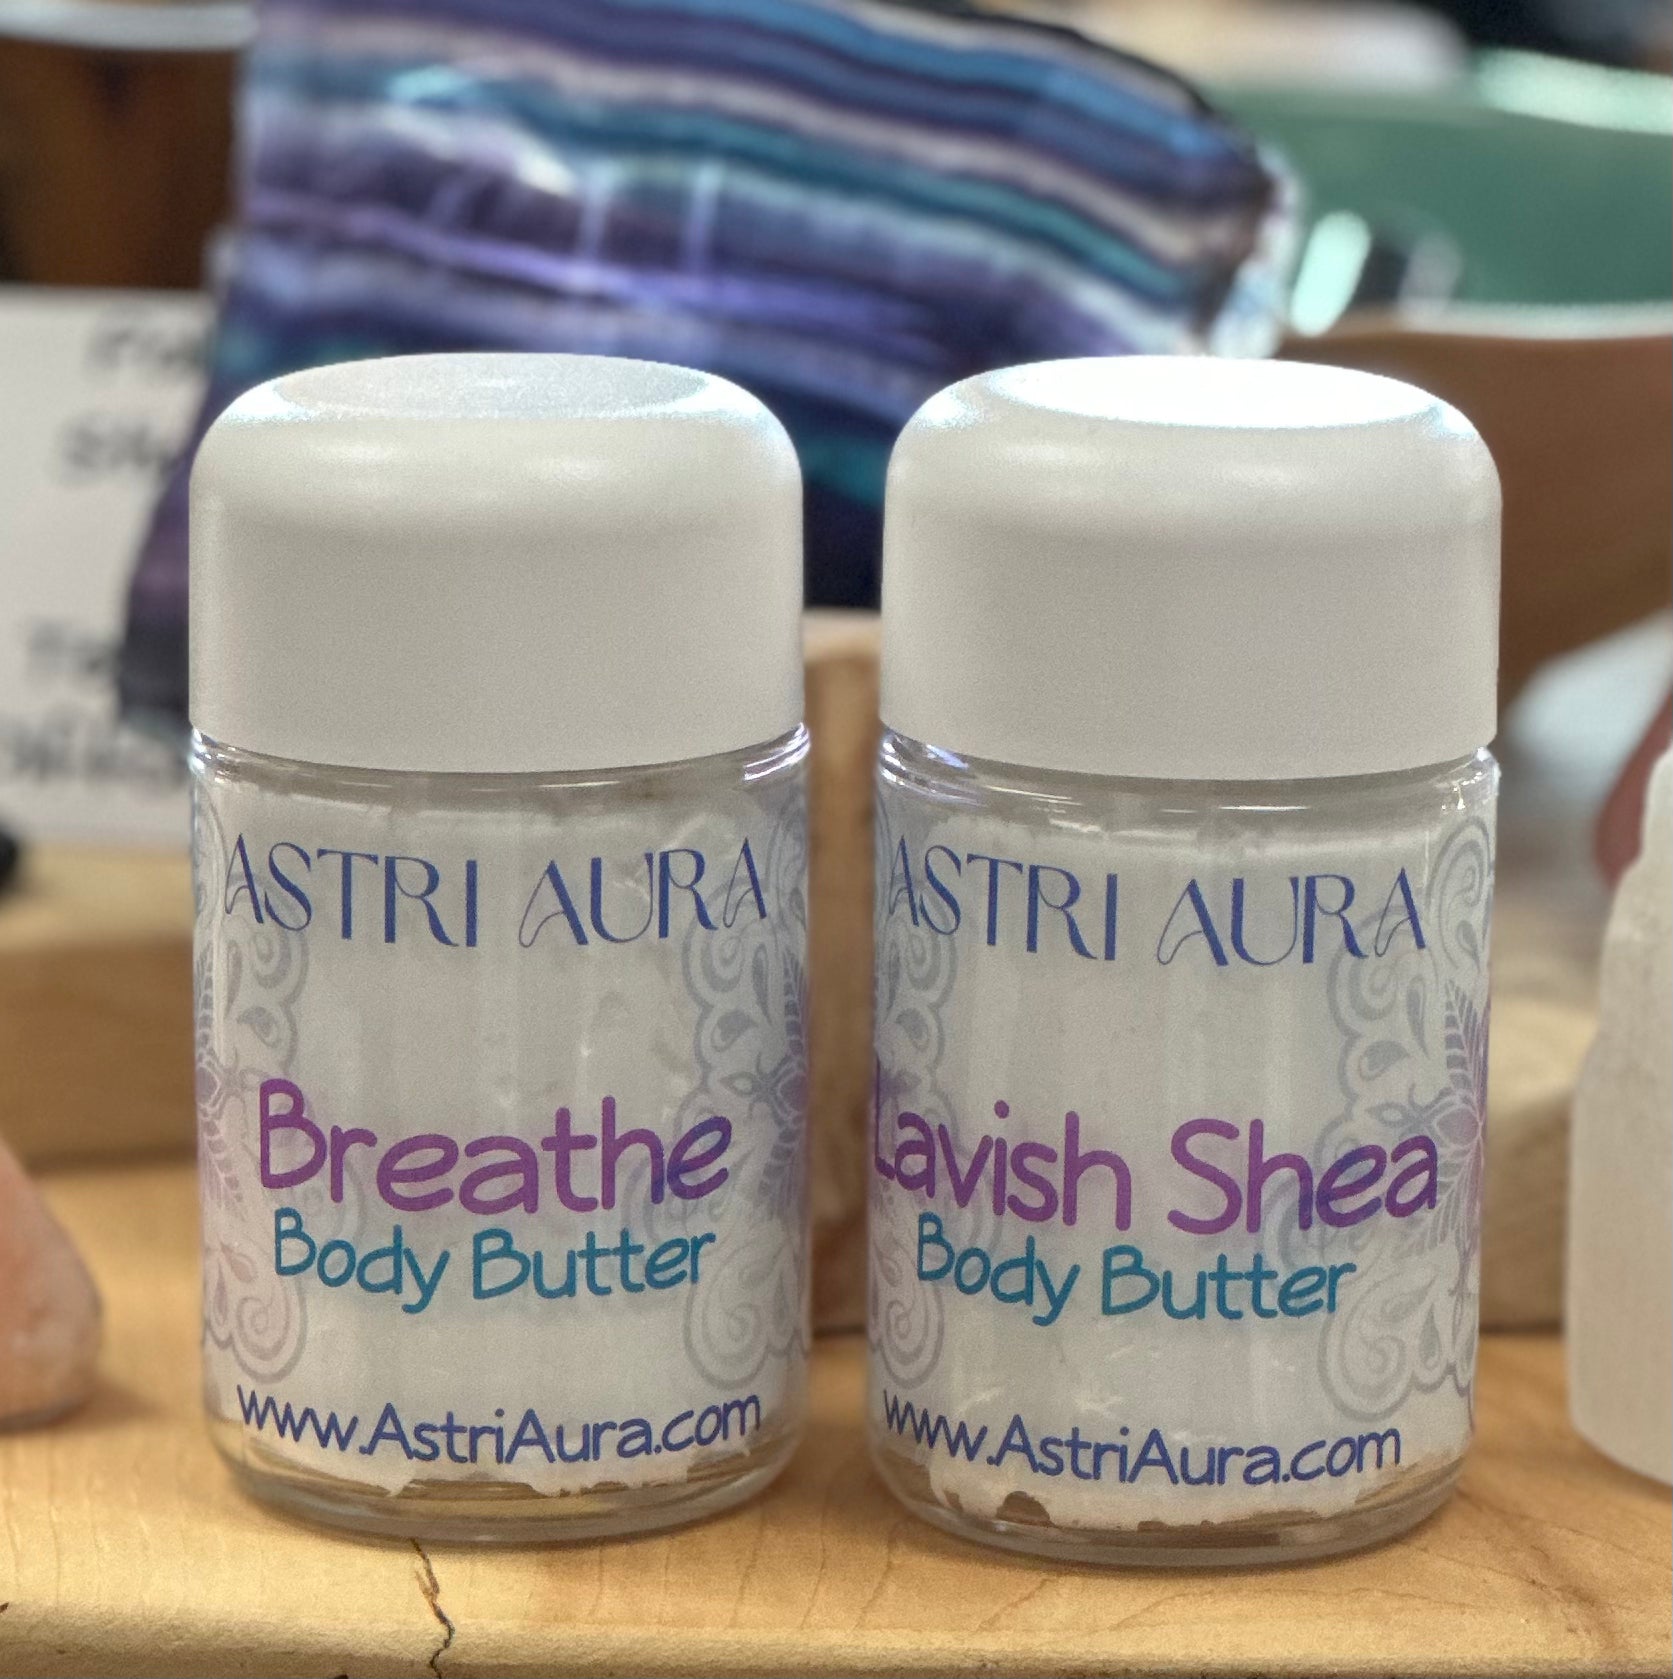 ASTRI AURA
Breathe
Body Butter
www.AstriAura.com
ASTRI AURA
Lavish Shea
Body Butter
www.AstriAura.com